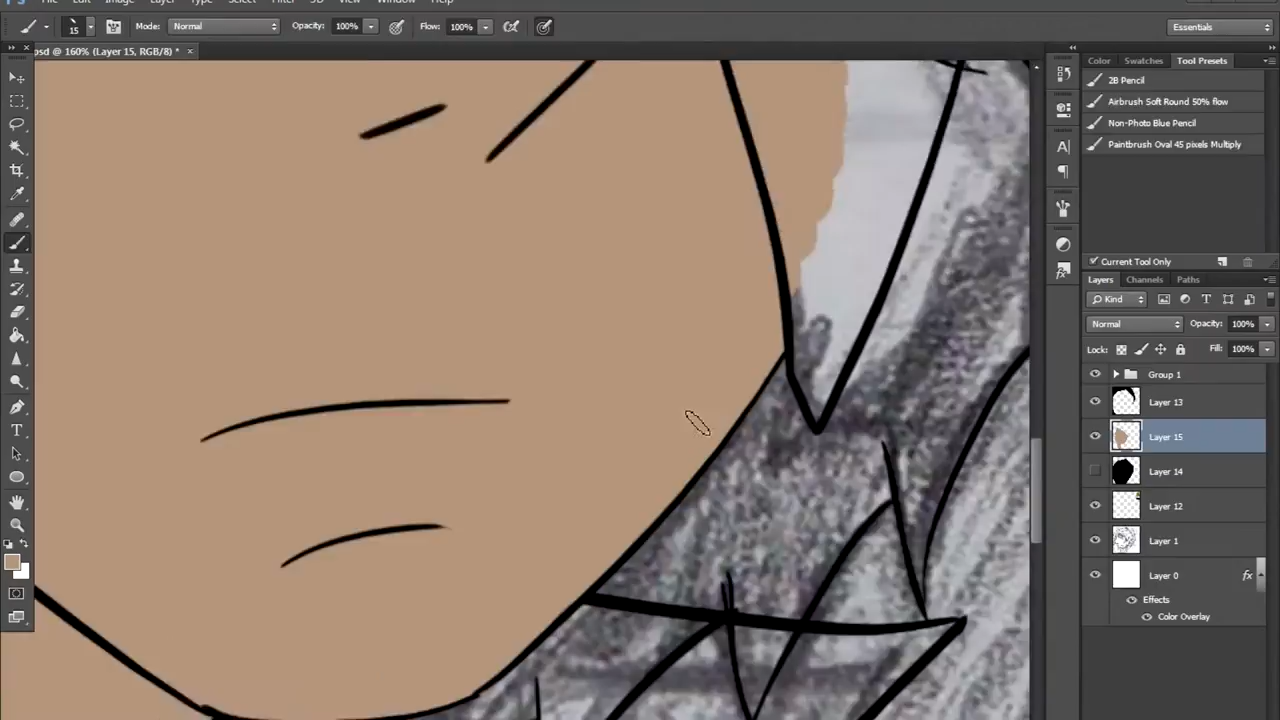 File Edit Image Layer Type Select Filter 3D View Window Help
15 Mode: Normal Opacity: 100% Flow: 100% Essentials
psd @ 160% (Layer 15, RGB/8) * ×
Color Swatches Tool Presets
2B Pencil
Airbrush Soft Round 50% flow
Non-Photo Blue Pencil
Paintbrush Oval 45 pixels Multiply
Current Tool Only
Layers Channels Paths
Kind
Normal Opacity: 100%
Lock: Fill: 100%
Group 1
Layer 13
Layer 15
Layer 14
Layer 12
Layer 1
Layer 0 fx
Effects
Color Overlay